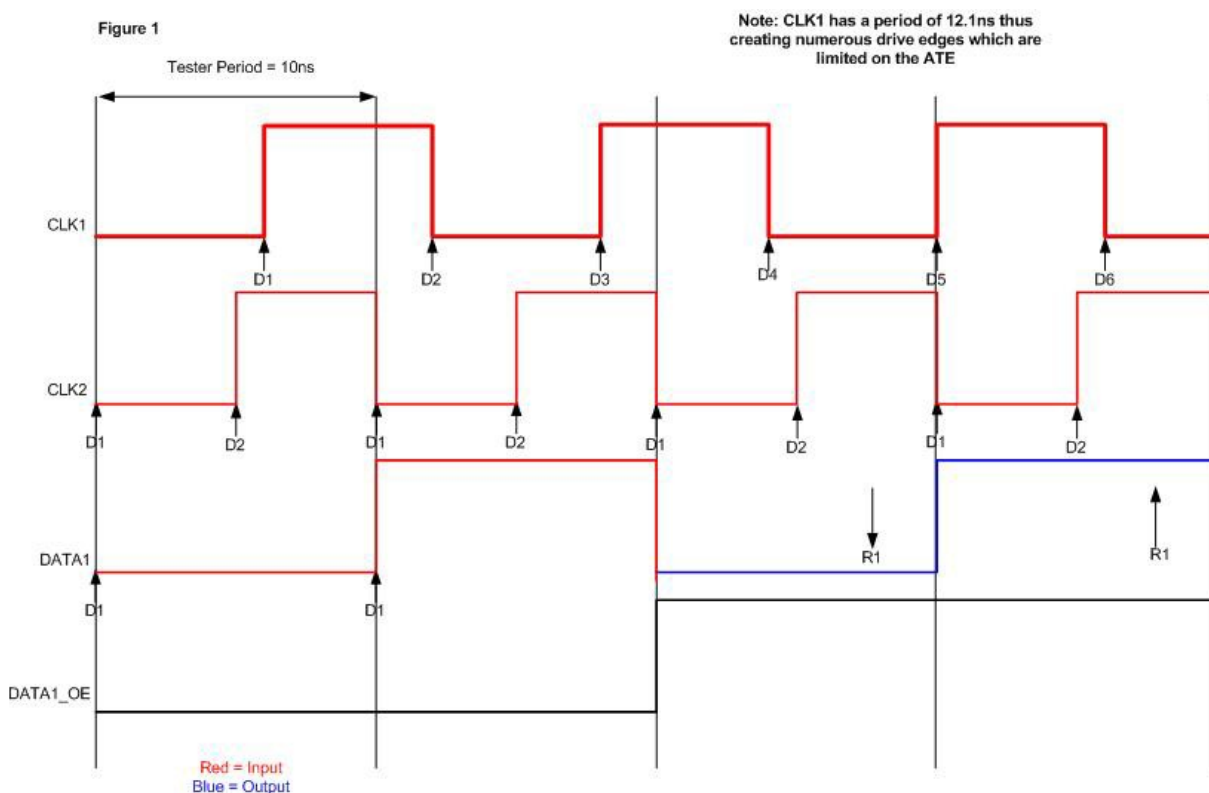 Figure 1
Note: CLK1 has a period of 12.1ns thus
creating numerous drive edges which are
limited on the ATE
Tester Period = 10ns
CLK1
D1
D2
D3
D4
D5
D6
CLK2
D1
D2
D1
D2
D1
D2
D1
D2
DATA1
R1
R1
D1
D1
DATA1_OE
Red = Input
Blue = Output